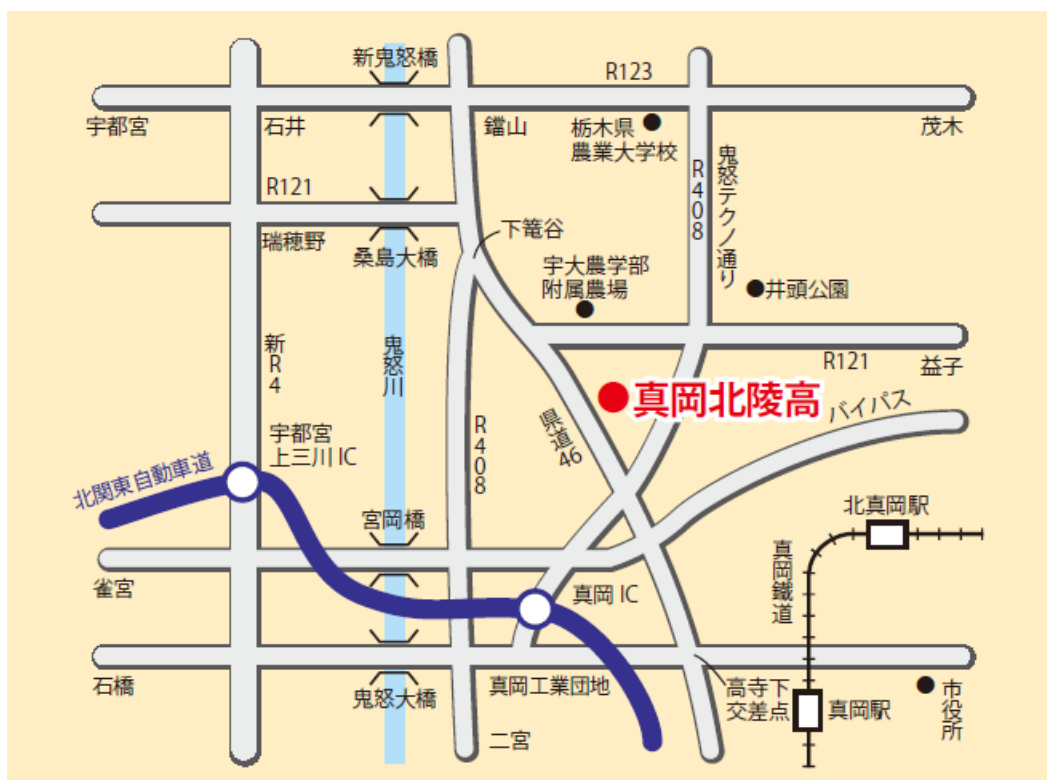 新鬼怒橋
R123
宇都宮
石井
鐺山
栃木県
農業大学校
茂木
R121
R408
鬼怒テクノ通り
瑞穂野
桑島大橋
下篭谷
宇大農学部
附属農場
井頭公園
新R4
鬼怒川
R121
益子
真岡北陵高
バイパス
県道46
R408
宇都宮
上三川IC
北関東自動車道
宮岡橋
北真岡駅
真岡鐵道
雀宮
真岡IC
石橋
鬼怒大橋
真岡工業団地
高寺下
交差点
真岡駅
市役所
二宮